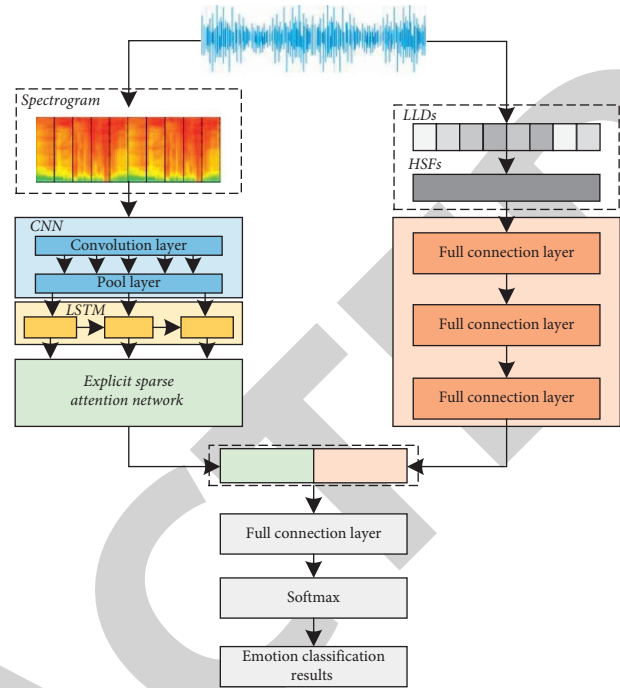 Spectrogram
LLDs
HSFs
CNN
Convolution layer
Pool layer
LSTM
Explicit sparse
attention network
Full connection layer
Full connection layer
Full connection layer
Full connection layer
Softmax
Emotion classification
results